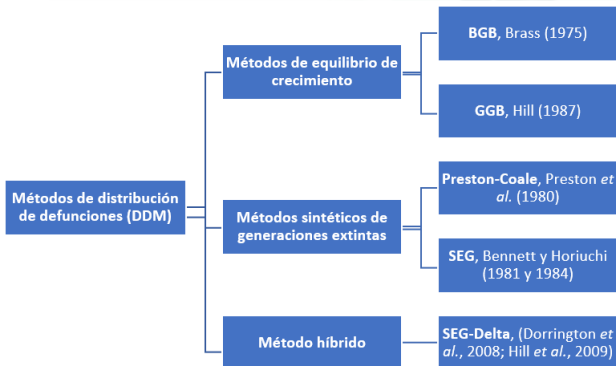 Métodos de distribución
de defunciones (DDM)
Métodos de equilibrio de
crecimiento
BGB, Brass (1975)
GGB, Hill (1987)
Métodos sintéticos de
generaciones extintas
Preston-Coale, Preston et
al. (1980)
SEG, Bennett y Horiuchi
(1981 y 1984)
Método híbrido
SEG-Delta, (Dorrington et
al., 2008; Hill et al., 2009)